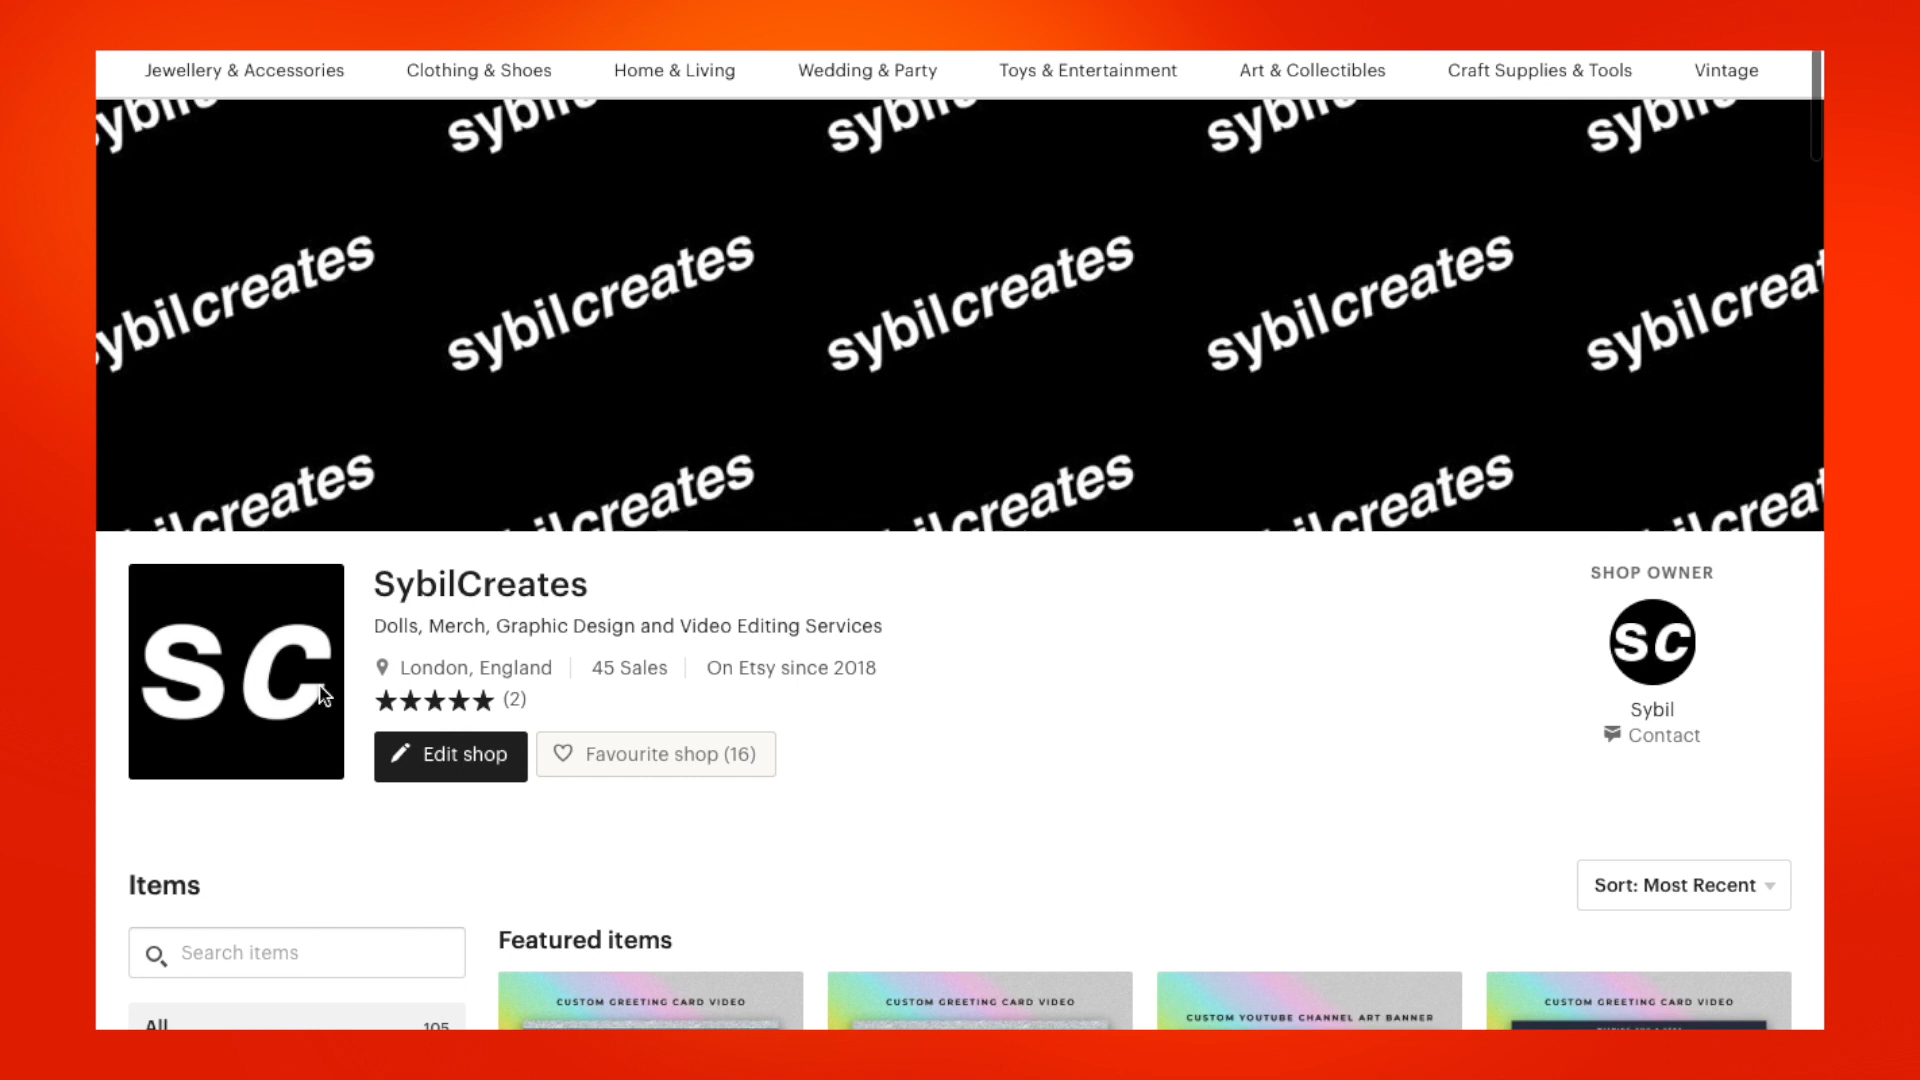 Jewellery & Accessories Clothing & Shoes Home & Living Wedding & Party Toys & Entertainment Art & Collectibles Craft Supplies & Tools Vintage
sybilcreates sybilcreates sybilcreates sybilcreates sybilcreates
SC
SybilCreates
Dolls, Merch, Graphic Design and Video Editing Services
London, England 45 Sales On Etsy since 2018
(2)
Edit shop Favourite shop (16)
SHOP OWNER
SC
Sybil
Contact
Items
Sort: Most Recent
Search items
Featured items
All 105
CUSTOM GREETING CARD VIDEO
CUSTOM GREETING CARD VIDEO
CUSTOM YOUTUBE CHANNEL ART BANNER
CUSTOM GREETING CARD VIDEO